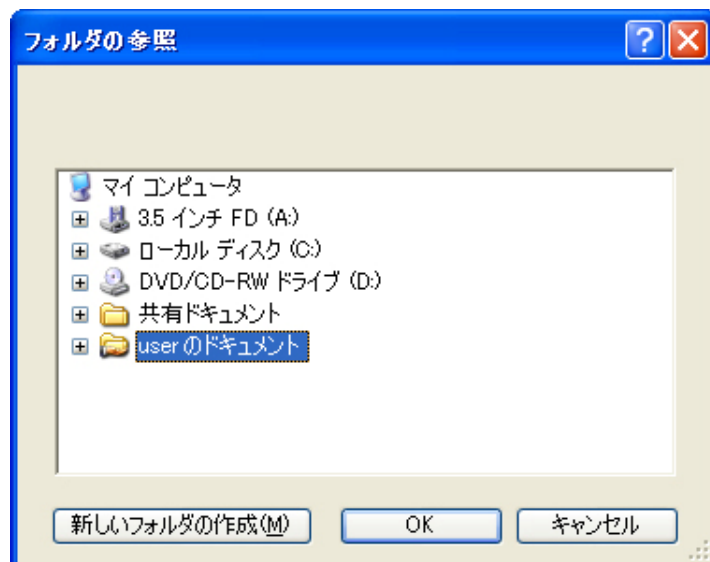 フォルダの参照
マイ コンピュータ
3.5 インチ FD (A:)
ローカル ディスク (C:)
DVD/CD-RW ドライブ (D:)
共有ドキュメント
user のドキュメント
新しいフォルダの作成(M) OK キャンセル